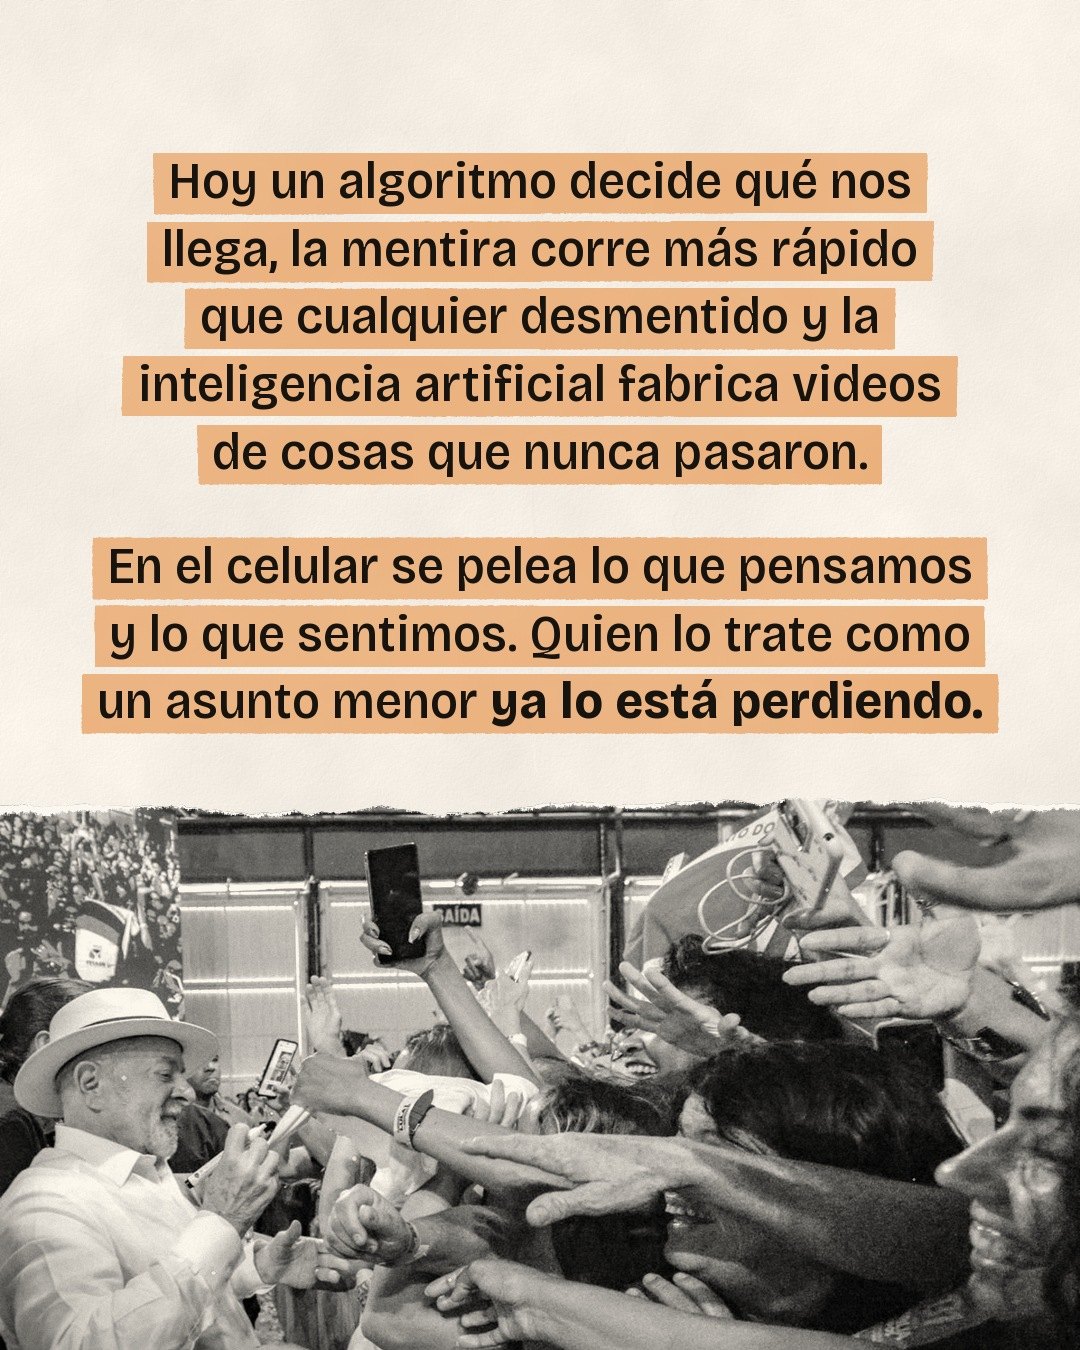 Hoy un algoritmo decide qué nos
llega, la mentira corre más rápido
que cualquier desmentido y la
inteligencia artificial fabrica videos
de cosas que nunca pasaron.
En el celular se pelea lo que pensamos
y lo que sentimos. Quien lo trate como
un asunto menor ya lo está perdiendo.
SAÍDA